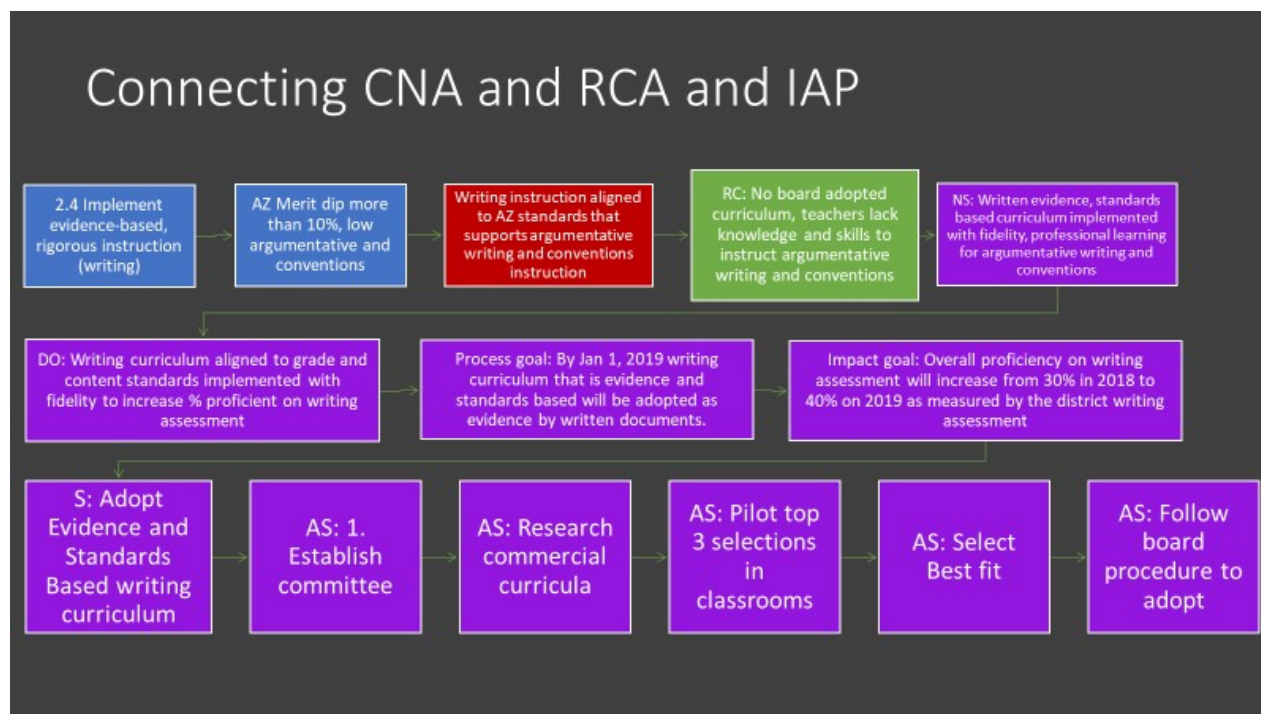 Connecting CNA and RCA and IAP
2.4 Implement
evidence-based,
rigorous instruction
(writing)
AZ Merit dip more
than 10%, low
argumentative and
conventions
Writing instruction aligned
to AZ standards that
supports argumentative
writing and conventions
instruction
RC: No board adopted
curriculum, teachers lack
knowledge and skills to
instruct argumentative
writing and conventions
NS: Written evidence, standards
based curriculum implemented
with fidelity, professional learning
for argumentative writing and
conventions
DO: Writing curriculum aligned to grade and
content standards implemented with
fidelity to increase % proficient on writing
assessment
Process goal: By Jan 1, 2019 writing
curriculum that is evidence and
standards based will be adopted as
evidence by written documents.
Impact goal: Overall proficiency on writing
assessment will increase from 30% in 2018 to
40% on 2019 as measured by the district writing
assessment
S: Adopt
Evidence and
Standards
Based writing
curriculum
AS: 1.
Establish
committee
AS: Research
commercial
curricula
AS: Pilot top
3 selections
in
classrooms
AS: Select
Best fit
AS: Follow
board
procedure to
adopt